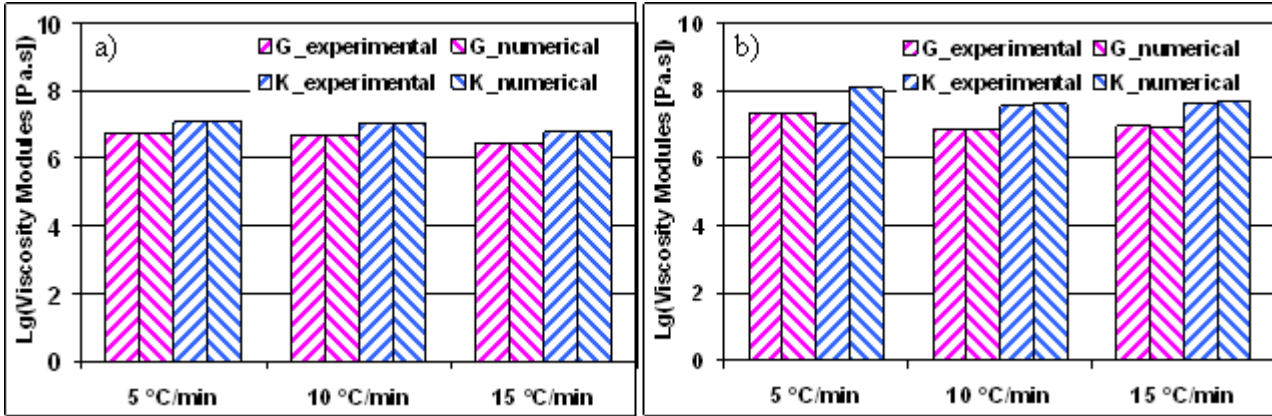 a)
G_experimental G_numerical
K_experimental K_numerical
Lg(Viscosity Modules [Pa.s])
10
8
6
4
2
0
5 °C/min 10 °C/min 15 °C/min
b)
G_experimental G_numerical
K_experimental K_numerical
Lg(Viscosity Modules [Pa.s])
10
8
6
4
2
0
5 °C/min 10 °C/min 15 °C/min